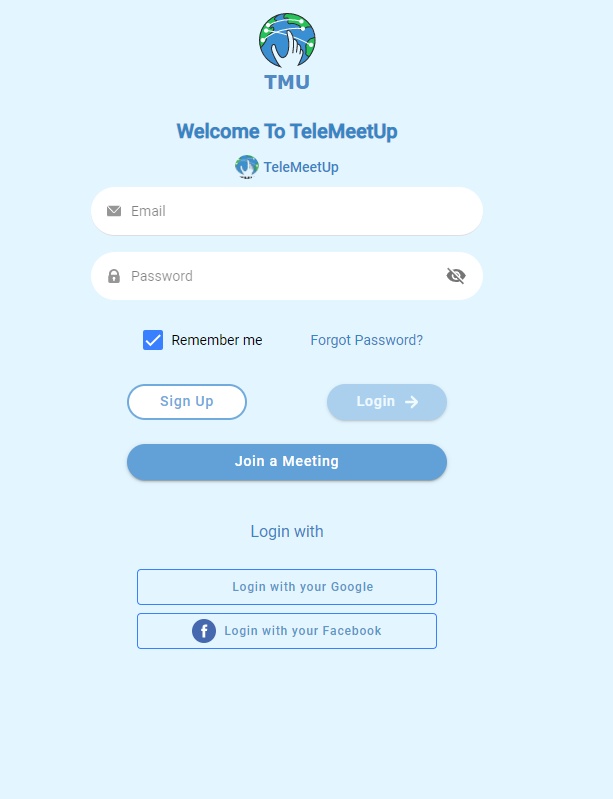 TMU
Welcome To TeleMeetUp
TeleMeetUp
Email
Password
Remember me Forgot Password?
Sign Up Login
Join a Meeting
Login with
Login with your Google
Login with your Facebook